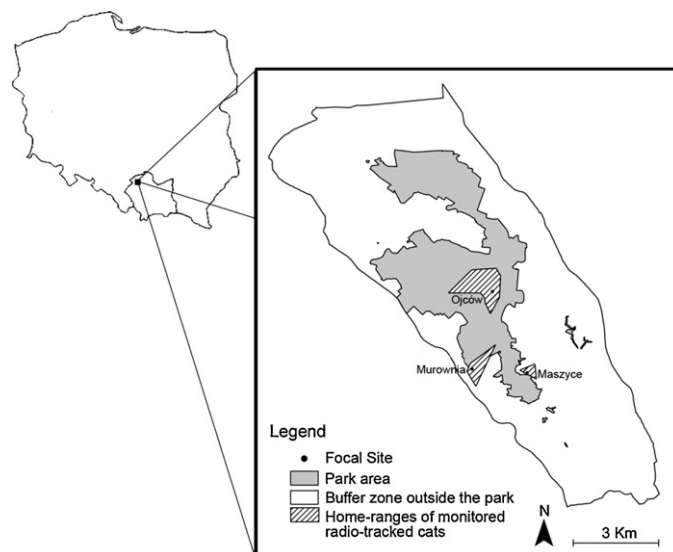 Ojców
Murownia
Maszyce
Legend
Focal Site
Park area
Buffer zone outside the park
Home-ranges of monitored
radio-tracked cats
N
3 Km